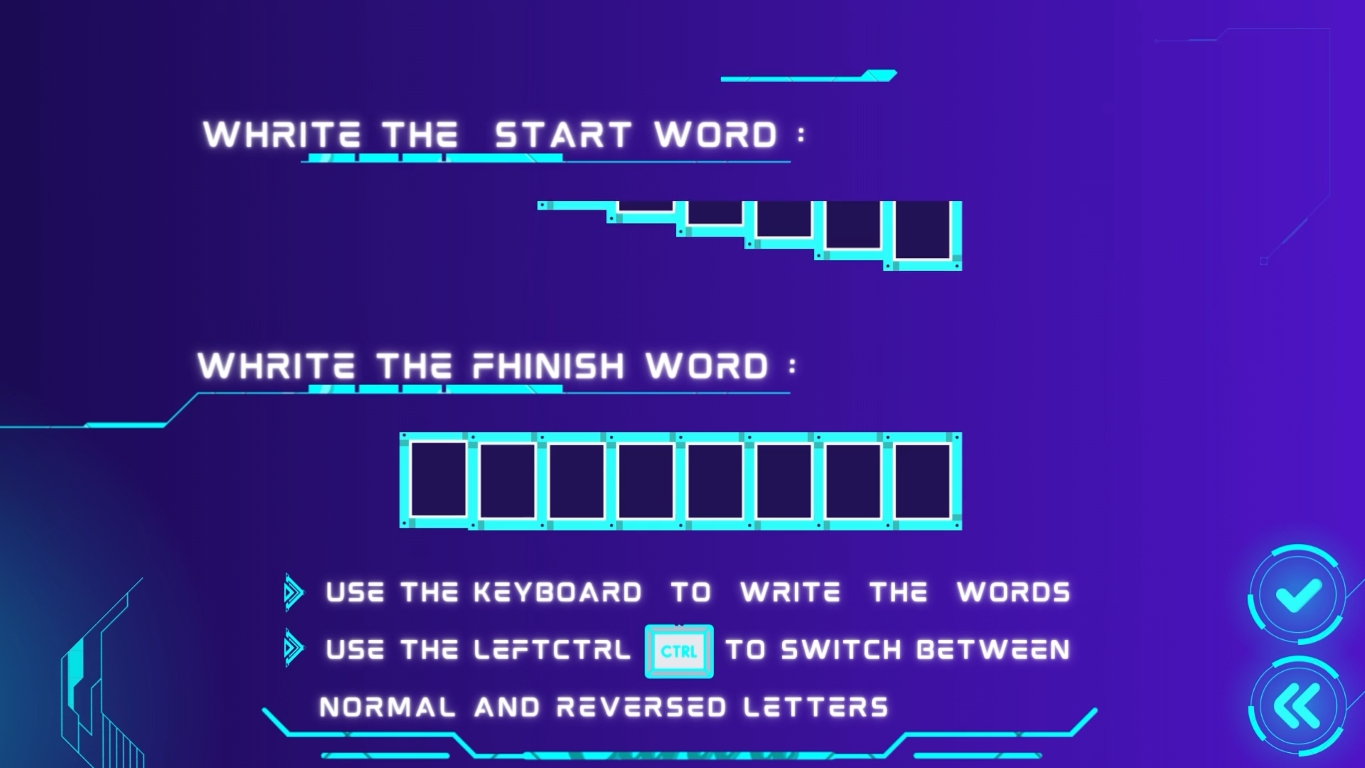 WHRITE THE START WORD :
WHRITE THE FHINISH WORD :
USE THE KEYBOARD TO WRITE THE WORDS
USE THE LEFTCTRL CTRL TO SWITCH BETWEEN
NORMAL AND REVERSED LETTERS